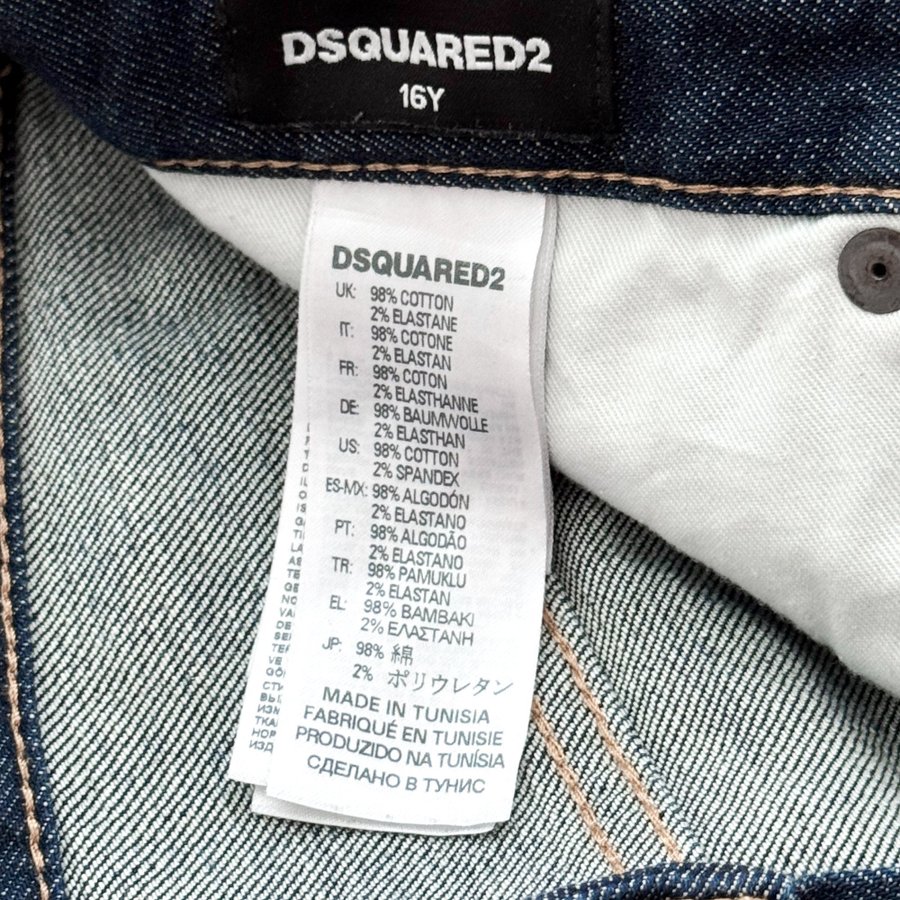 DSQUARED2
16Y
DSQUARED2
UK: 98% COTTON
2% ELASTANE
IT: 98% COTONE
2% ELASTAN
FR: 98% COTON
2% ELASTHANNE
DE: 98% BAUMWOLLE
2% ELASTHAN
US: 98% COTTON
2% SPANDEX
ES-MX: 98% ALGODÓN
2% ELASTANO
PT: 98% ALGODÃO
2% ELASTANO
TR: 98% PAMUKLU
2% ELASTAN
EL: 98% ΒΑΜΒΑΚΙ
2% ΕΛΑΣΤΑΝΗ
JP: 98% 綿
2% ポリウレタン
MADE IN TUNISIA
FABRIQUÉ EN TUNISIE
PRODUZIDO NA TUNÍSIA
СДЕЛАНО В ТУНИС